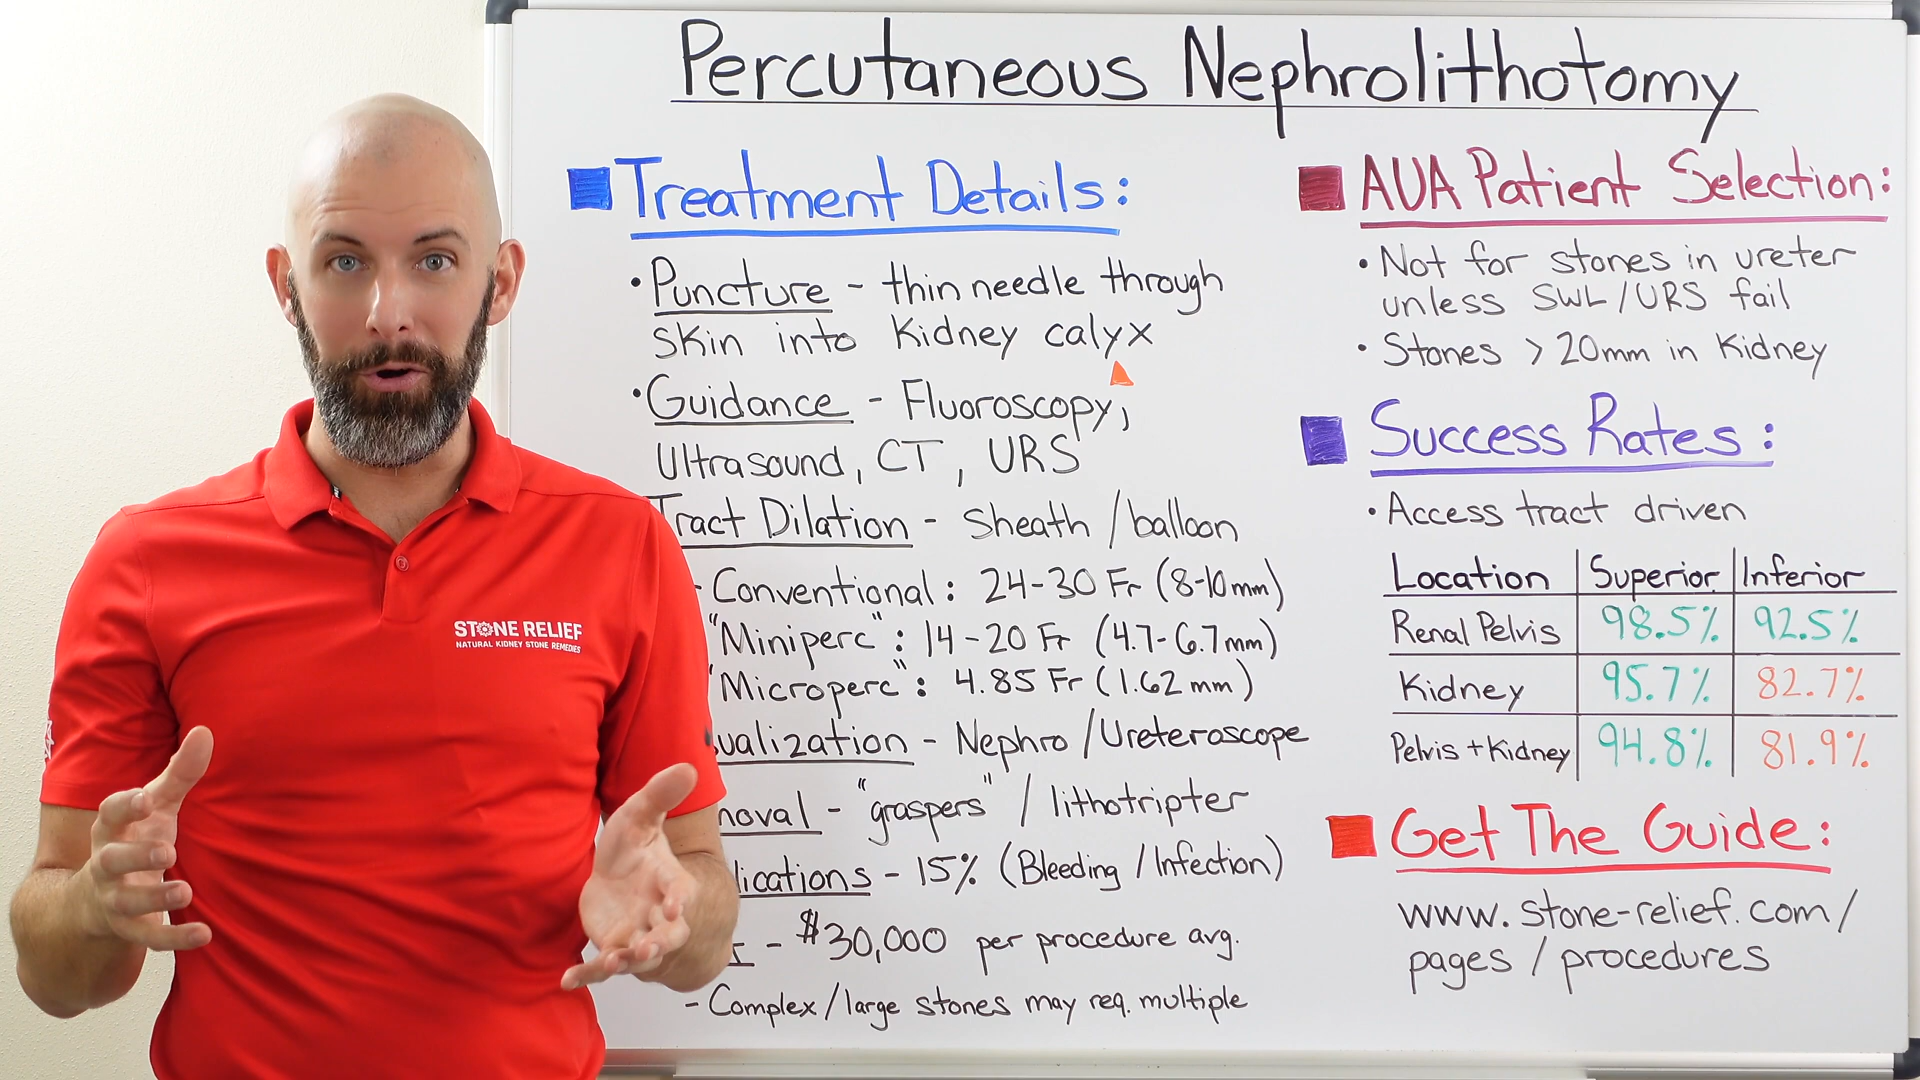 Percutaneous Nephrolithotomy
Treatment Details:
• Puncture - thin needle through
skin into Kidney calyx
• Guidance - Fluoroscopy,
Ultrasound, CT, URS
Tract Dilation - Sheath / balloon
- Conventional: 24-30 Fr (8-10mm)
"Miniperc": 14-20 Fr (4.7-6.7mm)
"Microperc": 4.85 Fr (1.62mm)
ualization - Nephro / Ureteroscope
moval - "graspers" / lithotripter
lications - 15% (Bleeding / Infection)
- $30,000 per procedure avg.
- Complex / large stones may req. multiple
AUA Patient Selection:
• Not for stones in ureter
unless SWL / URS fail
• Stones > 20mm in Kidney
Success Rates:
• Access tract driven
Location Superior Inferior
Renal Pelvis 98.5% 92.5%
Kidney 95.7% 82.7%
Pelvis + Kidney 94.8% 81.9%
Get The Guide:
www.stone-relief.com/
pages / procedures
STONE RELIEF
NATURAL KIDNEY STONE REMEDIES